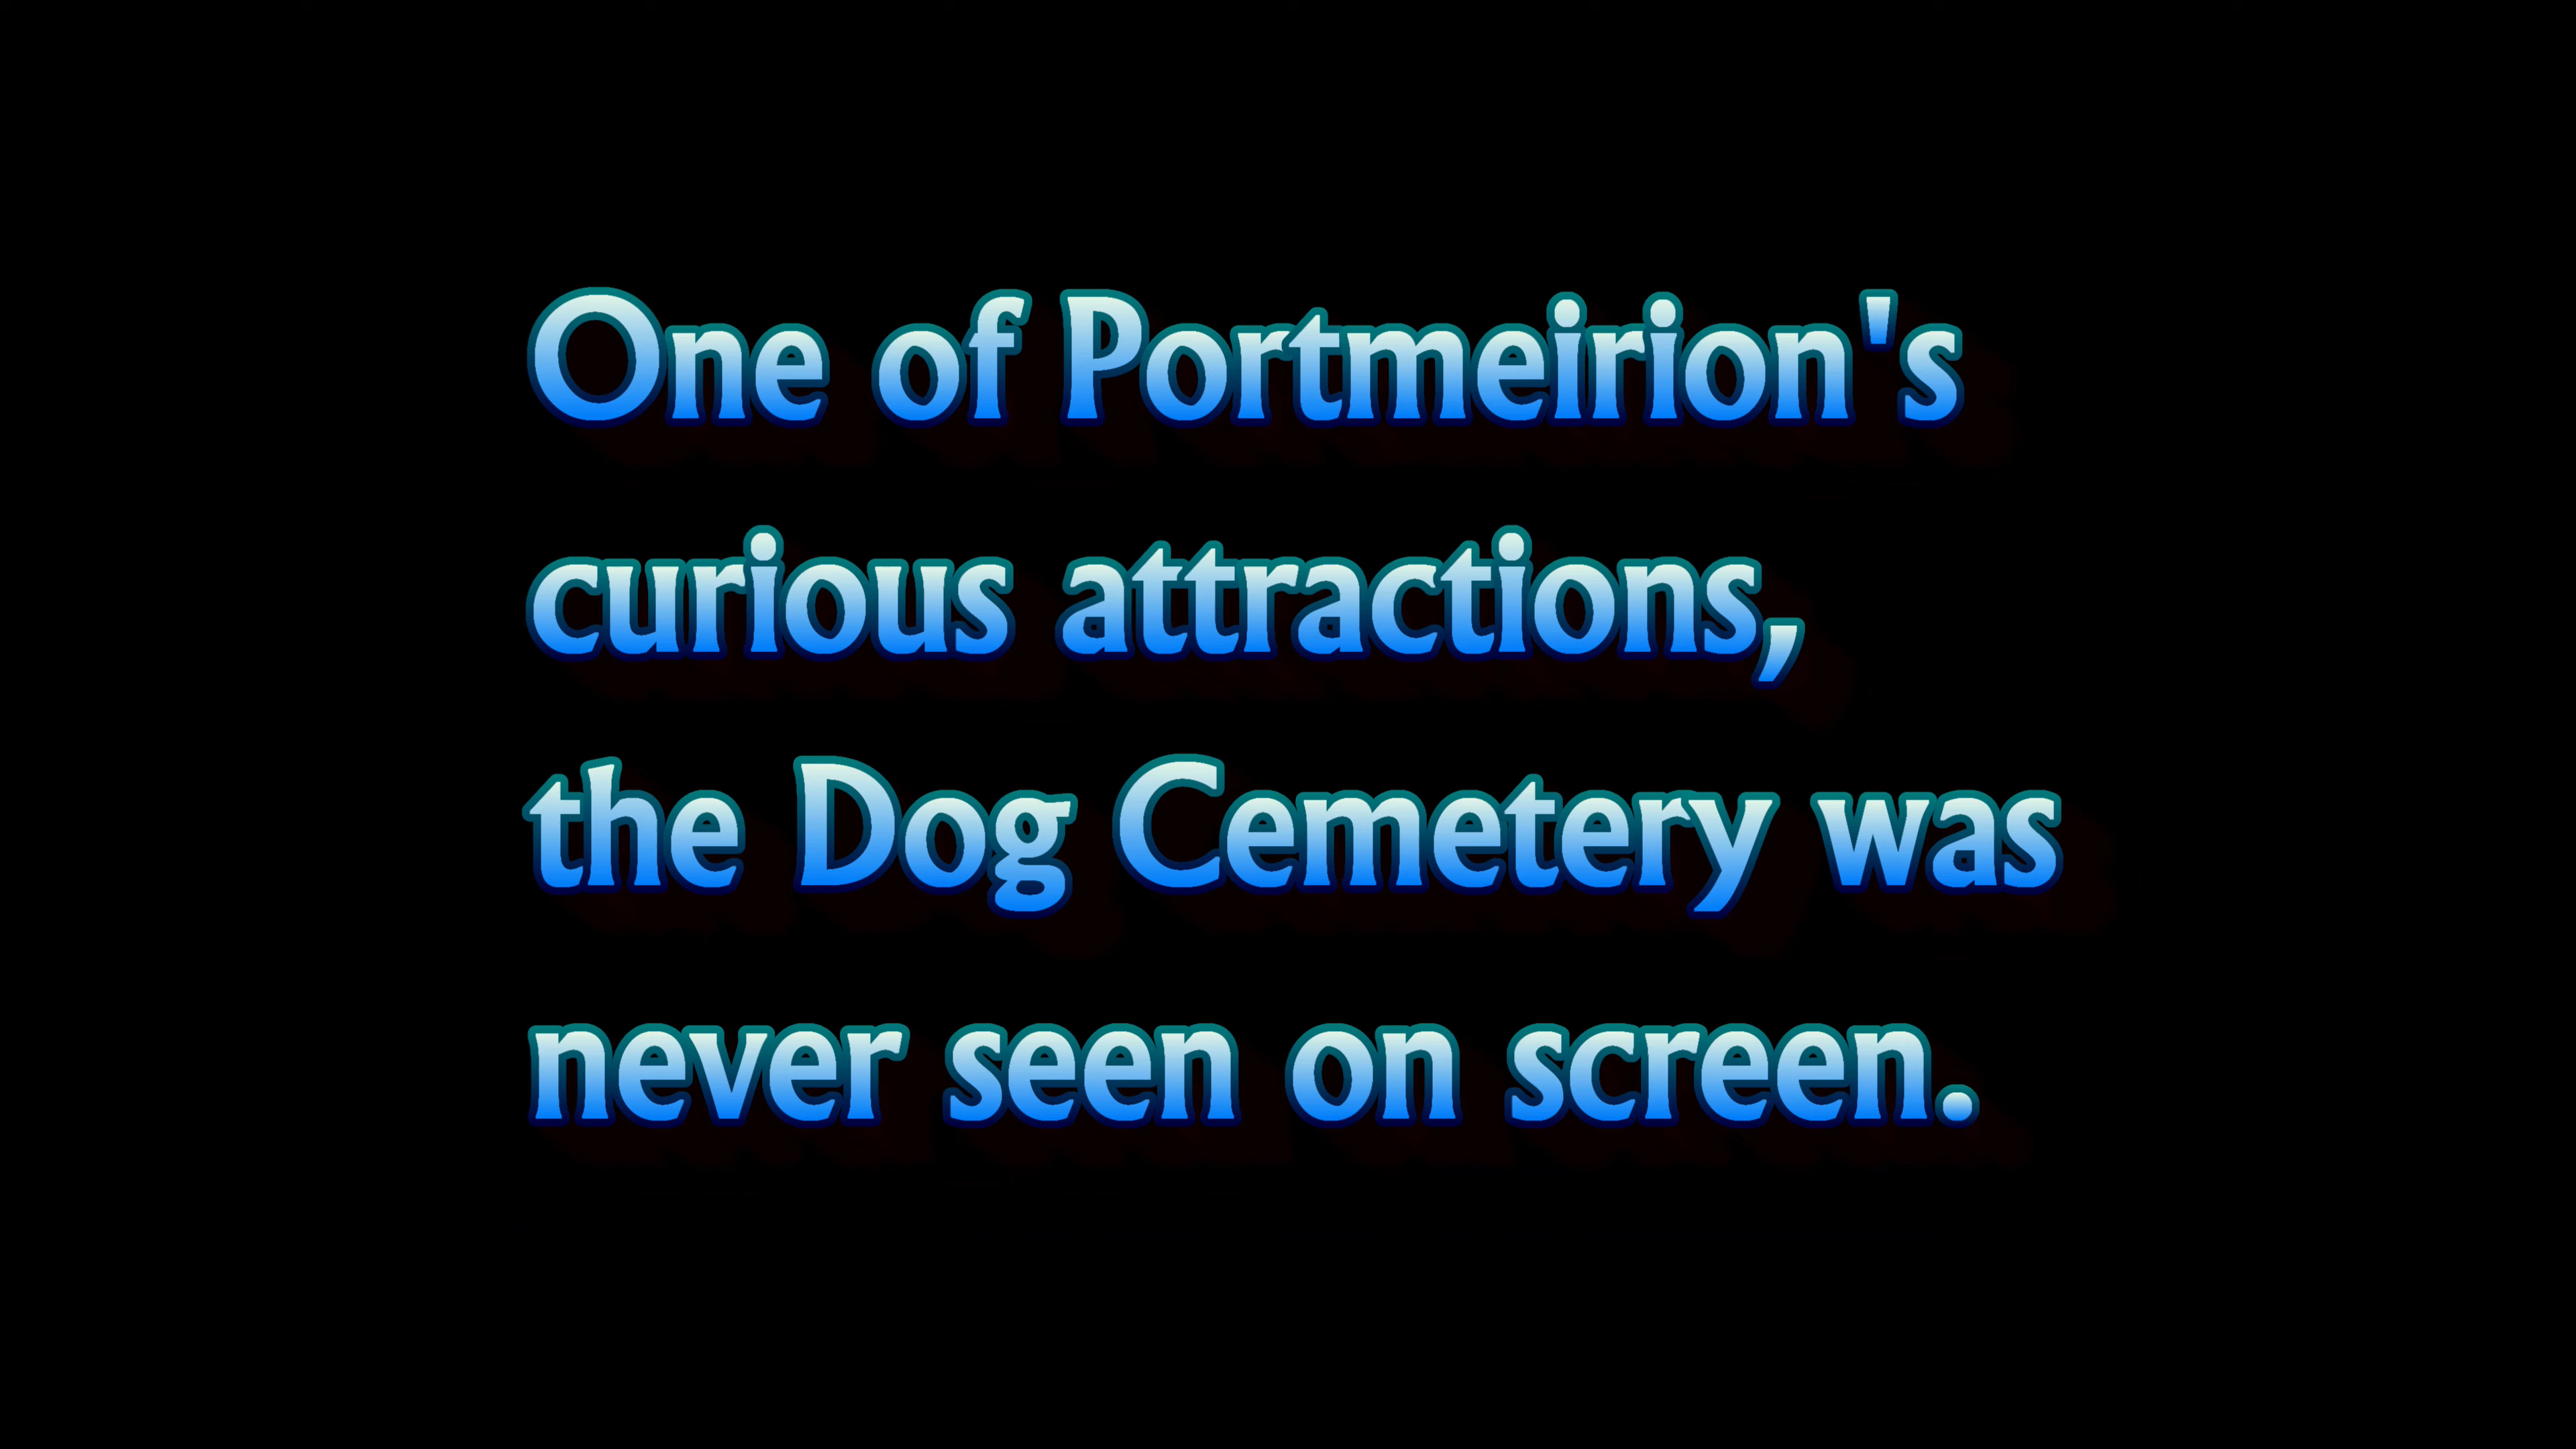 One of Portmeirion's
curious attractions,
the Dog Cemetery was
never seen on screen.